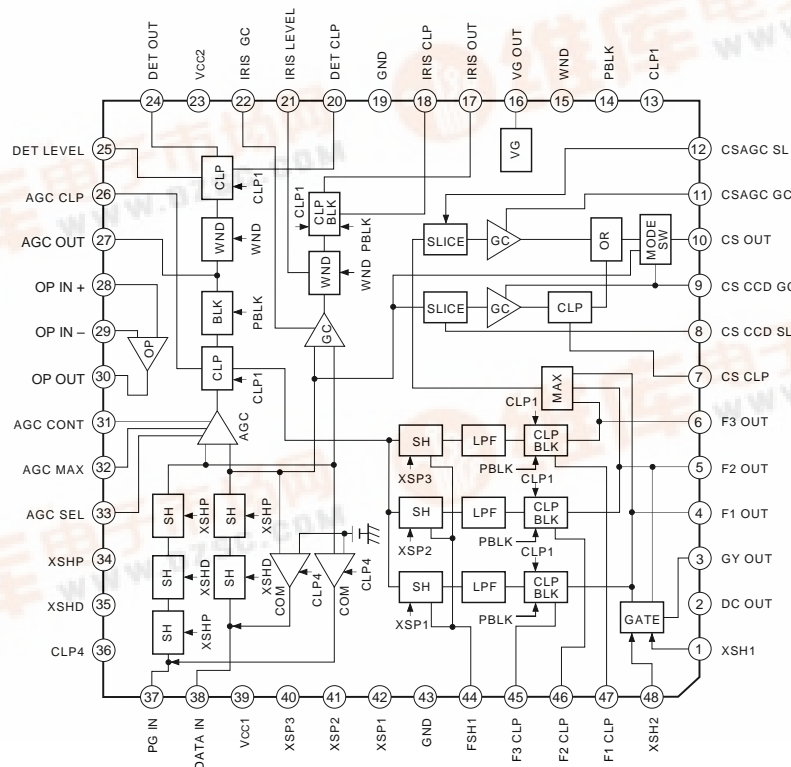 DET OUT
VCC2
IRIS GC
IRIS LEVEL
DET CLP
GND
IRIS CLP
IRIS OUT
VG OUT
WND
PBLK
CLP1
24
23
22
21
20
19
18
17
16
15
14
13
DET LEVEL
25
AGC CLP
26
AGC OUT
27
OP IN +
28
OP IN –
29
OP OUT
30
AGC CONT
31
AGC MAX
32
AGC SEL
33
XSHP
34
XSHD
35
CLP4
36
12
CSAGC SL
11
CSAGC GC
10
CS OUT
9
CS CCD GC
8
CS CCD SL
7
CS CLP
6
F3 OUT
5
F2 OUT
4
F1 OUT
3
GY OUT
2
DC OUT
1
XSH1
CLP
CLP1
WND
WND
BLK
PBLK
CLP
CLP1
OP
AGC
SH
XSHP
SH
XSHP
SH
XSHD
SH
XSHD
SH
XSHP
COM
CLP4
COM
CLP4
CLP1
CLP
BLK
PBLK
WND
WND
GC
VG
SLICE
GC
OR
MODE
SW
SLICE
GC
CLP
MAX
CLP1
SH
LPF
CLP
BLK
XSP3
PBLK
CLP1
SH
LPF
CLP
BLK
XSP2
PBLK
CLP1
SH
LPF
CLP
BLK
XSP1
PBLK
GATE
37
38
39
40
41
42
43
44
45
46
47
48
PG IN
DATA IN
VCC1
XSP3
XSP2
XSP1
GND
FSH1
F3 CLP
F2 CLP
F1 CLP
XSH2